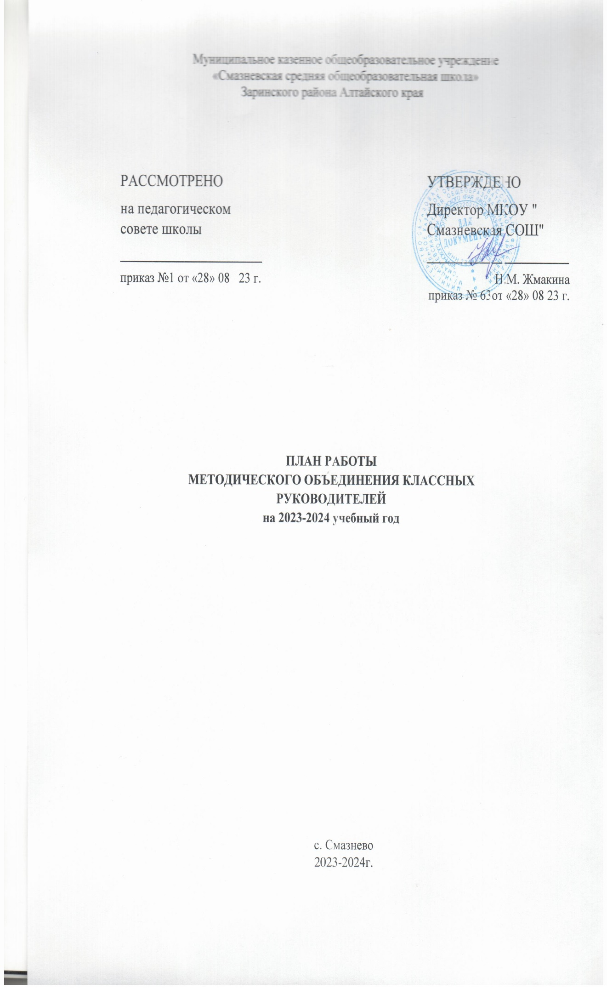 Муниципальное казенное общеобразовательное учреждение
«Смазневская средняя общеобразовательная школа»
Заринского района Алтайского края
РАССМОТРЕНО
на педагогическом
совете школы
приказ №1 от «28» 08 23 г.
УТВЕРЖДЕНО
Директор МКОУ "
Смазневская СОШ"
ДЛЯ
ДОКУМЕНТОВ
Н.М. Жмакина
приказ № 63от «28» 08 23 г.
ПЛАН РАБОТЫ
МЕТОДИЧЕСКОГО ОБЪЕДИНЕНИЯ КЛАССНЫХ
РУКОВОДИТЕЛЕЙ
на 2023-2024 учебный год
с. Смазнево
2023-2024г.